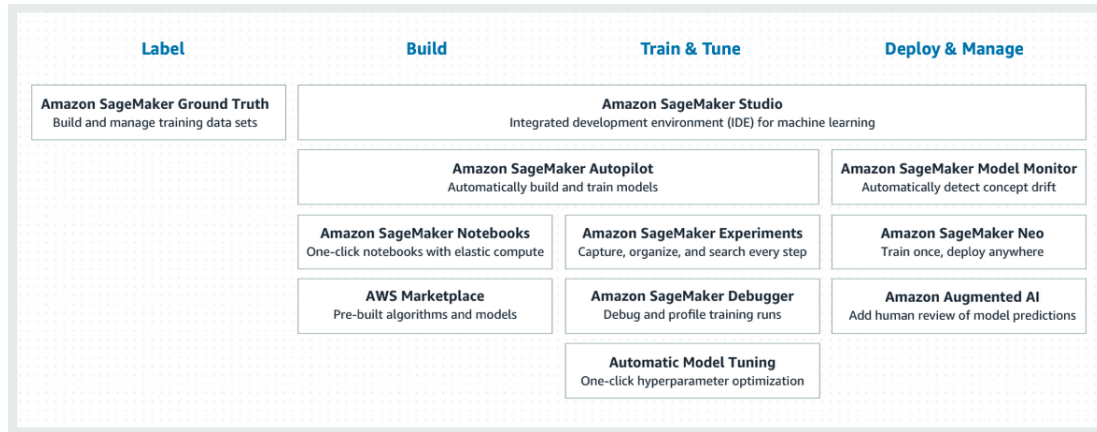 Label
Build
Train & Tune
Deploy & Manage
Amazon SageMaker Ground Truth
Build and manage training data sets
Amazon SageMaker Studio
Integrated development environment (IDE) for machine learning
Amazon SageMaker Autopilot
Automatically build and train models
Amazon SageMaker Model Monitor
Automatically detect concept drift
Amazon SageMaker Notebooks
One-click notebooks with elastic compute
Amazon SageMaker Experiments
Capture, organize, and search every step
Amazon SageMaker Neo
Train once, deploy anywhere
AWS Marketplace
Pre-built algorithms and models
Amazon SageMaker Debugger
Debug and profile training runs
Amazon Augmented AI
Add human review of model predictions
Automatic Model Tuning
One-click hyperparameter optimization